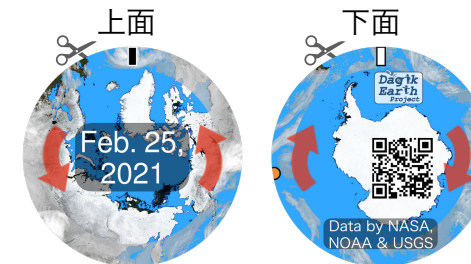 上面
Feb. 25,
2021
下面
Dagik
Earth
Project
Data by NASA,
NOAA & USGS